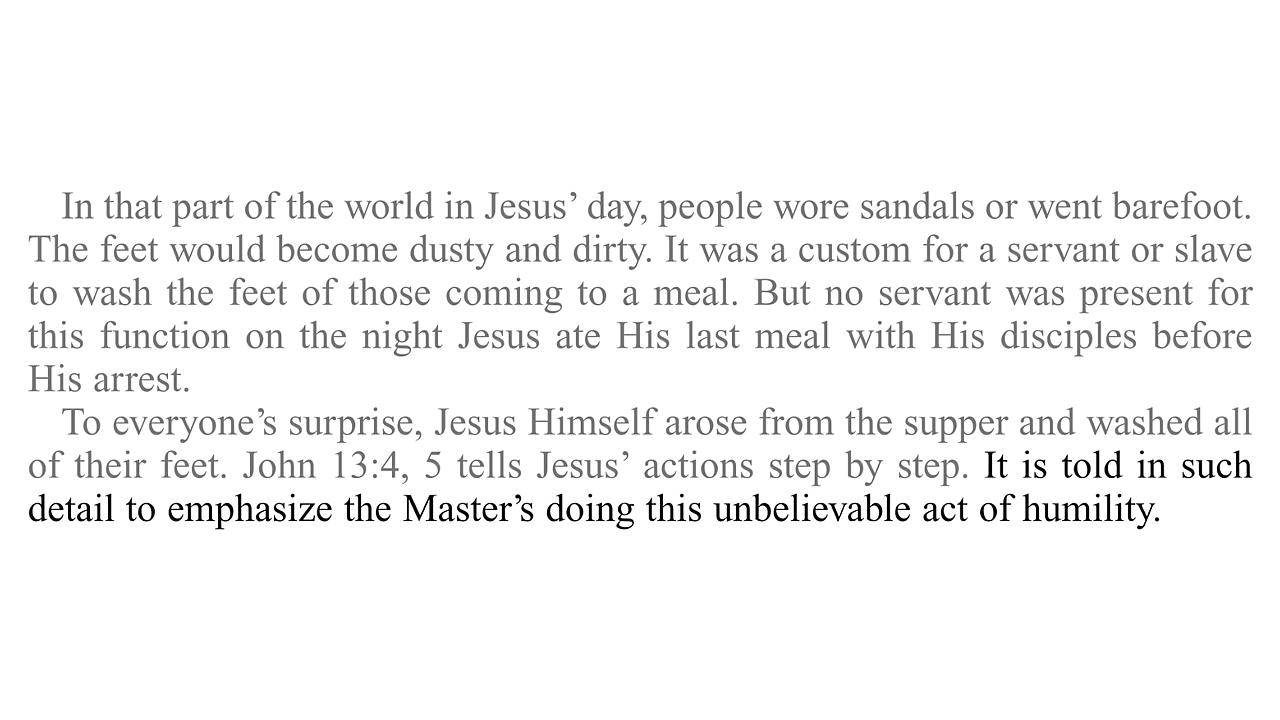 In that part of the world in Jesus’ day, people wore sandals or went barefoot.
The feet would become dusty and dirty. It was a custom for a servant or slave
to wash the feet of those coming to a meal. But no servant was present for
this function on the night Jesus ate His last meal with His disciples before
His arrest.
To everyone’s surprise, Jesus Himself arose from the supper and washed all
of their feet. John 13:4, 5 tells Jesus’ actions step by step. It is told in such
detail to emphasize the Master’s doing this unbelievable act of humility.